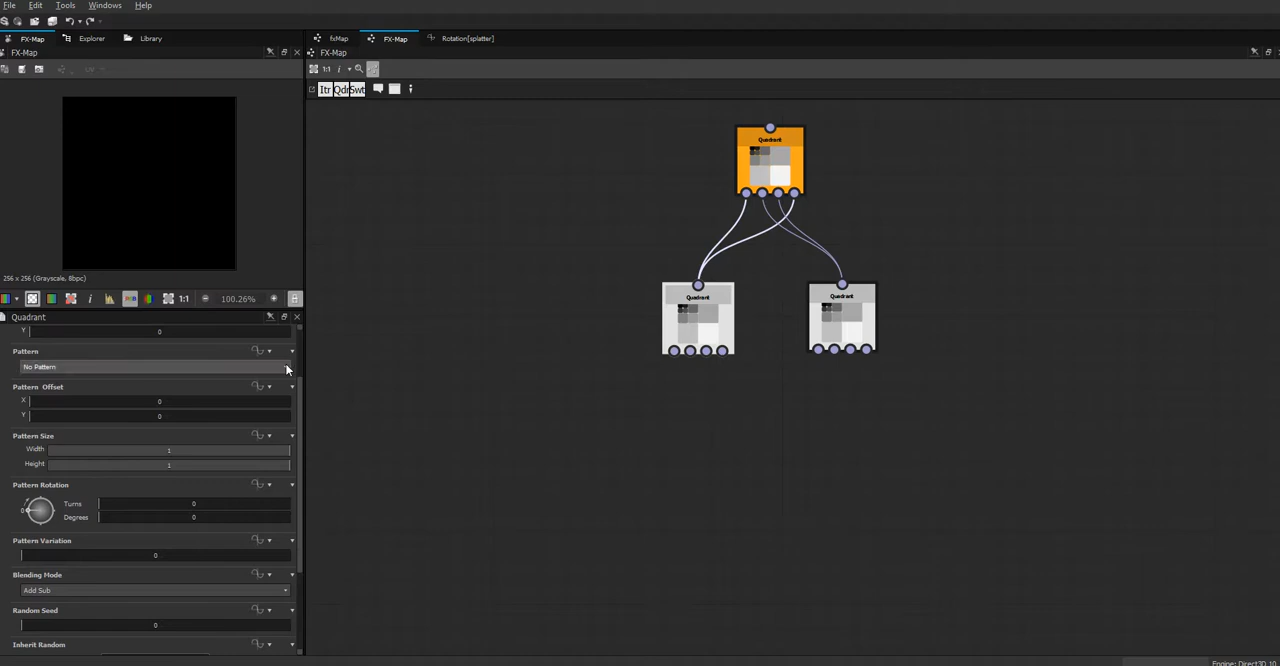 File Edit Tools Windows Help
FX-Map Explorer Library
fxMap FX-Map Rotation[splatter]
FX-Map
FX-Map
1:1 i
Itr Qdr Swt
256 x 256 (Grayscale, 8bpc)
i 1:1 100.26%
Quadrant
Y 0
Pattern
No Pattern
Pattern Offset
X 0
Y 0
Pattern Size
Width 1
Height 1
Pattern Rotation
0 Turns 0
Degrees 0
Pattern Variation
0
Blending Mode
Add Sub
Random Seed
0
Inherit Random
Quadrant
Quadrant
Quadrant
Engine: Direct3D 10